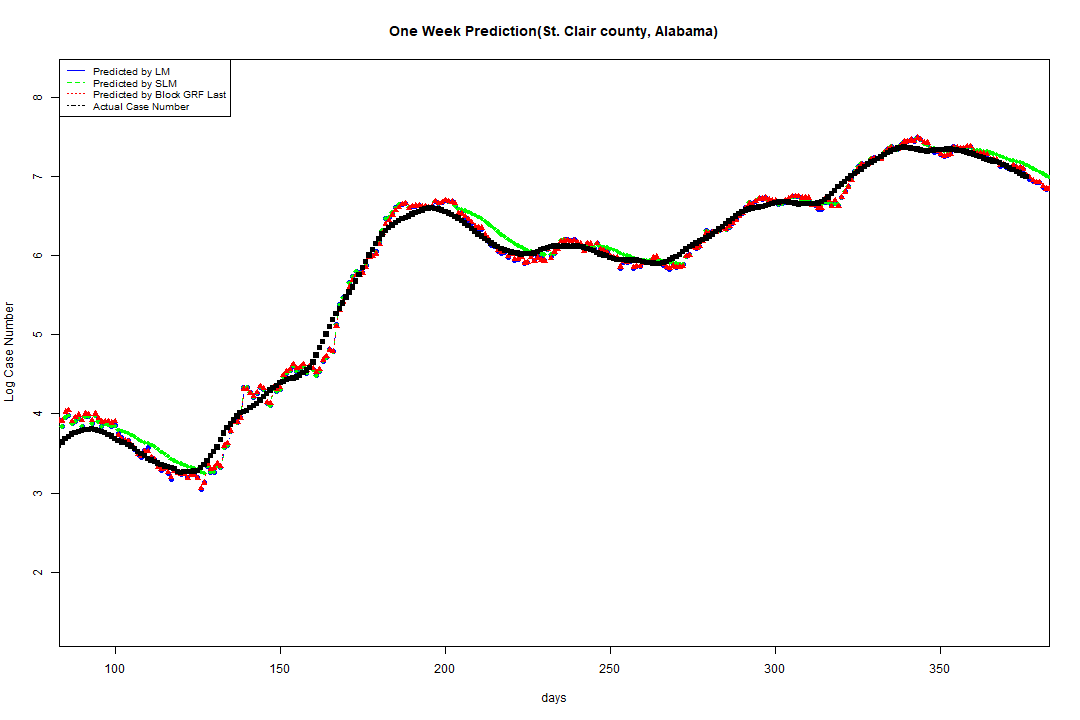 One Week Prediction(St. Clair county, Alabama)
Predicted by LM
Predicted by SLM
Predicted by Block GRF Last
Actual Case Number
8
7
6
5
4
3
2
Log Case Number
100 150 200 250 300 350
days